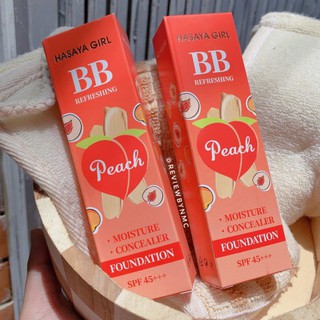 HASAYA GIRL
BB
REFRESHING
Peach
• MOISTURE
• CONCEALER
FOUNDATION
SPF 45+++
@REVIEWBYNMC
HASAYA GIRL
BB
REFRESHING
Peach
• MOISTURE
• CONCEALER
FOUNDATION
SPF 45+++